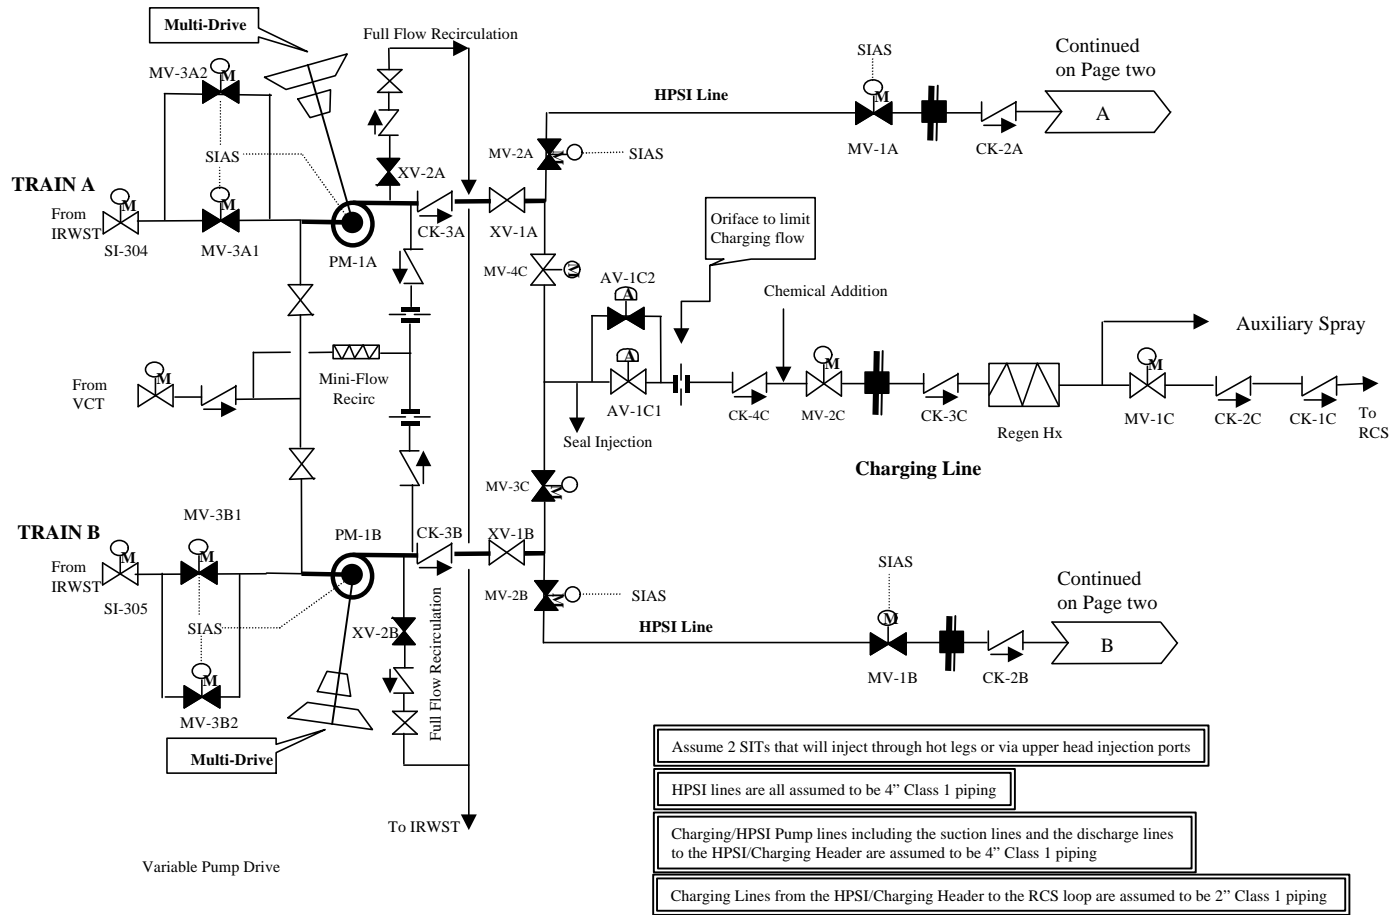 Multi-Drive
Full Flow Recirculation
SIAS
Continued
on Page two
MV-3A2
M
HPSI Line
M
A
MV-1A
CK-2A
MV-2A
M
SIAS
SIAS
XV-2A
TRAIN A
From
IRWST
M
SI-304
M
MV-3A1
PM-1A
CK-3A
XV-1A
Oriface to limit
Charging flow
MV-4C
M
AV-1C2
A
Chemical Addition
Auxiliary Spray
From
VCT
M
Mini-Flow
Recirc
A
AV-1C1
CK-4C
M
MV-2C
CK-3C
Regen Hx
M
MV-1C
CK-2C
CK-1C
To
RCS
Seal Injection
Charging Line
MV-3C
M
TRAIN B
MV-3B1
PM-1B
CK-3B
XV-1B
From
IRWST
M
SI-305
M
SIAS
MV-2B
M
SIAS
SIAS
M
Continued
on Page two
HPSI Line
B
MV-1B
CK-2B
XV-2B
Full Flow Recirculation
M
MV-3B2
Multi-Drive
To IRWST
Variable Pump Drive
Assume 2 SITs that will inject through hot legs or via upper head injection ports
HPSI lines are all assumed to be 4” Class 1 piping
Charging/HPSI Pump lines including the suction lines and the discharge lines
to the HPSI/Charging Header are assumed to be 4” Class 1 piping
Charging Lines from the HPSI/Charging Header to the RCS loop are assumed to be 2” Class 1 piping